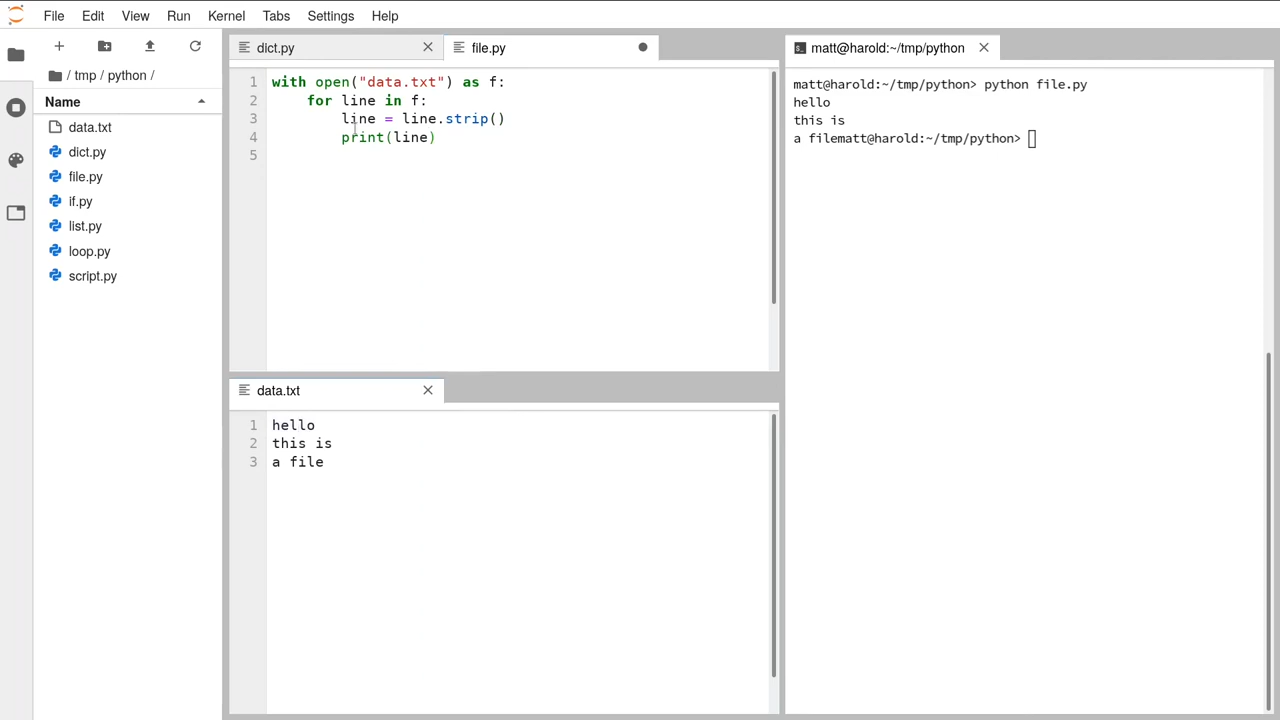 File Edit View Run Kernel Tabs Settings Help
/ tmp / python /
Name
data.txt
dict.py
file.py
if.py
list.py
loop.py
script.py
dict.py
file.py
1 with open("data.txt") as f:
2 for line in f:
3 line = line.strip()
4 print(line)
5
data.txt
1 hello
2 this is
3 a file
matt@harold:~/tmp/python
matt@harold:~/tmp/python> python file.py
hello
this is
a filematt@harold:~/tmp/python>